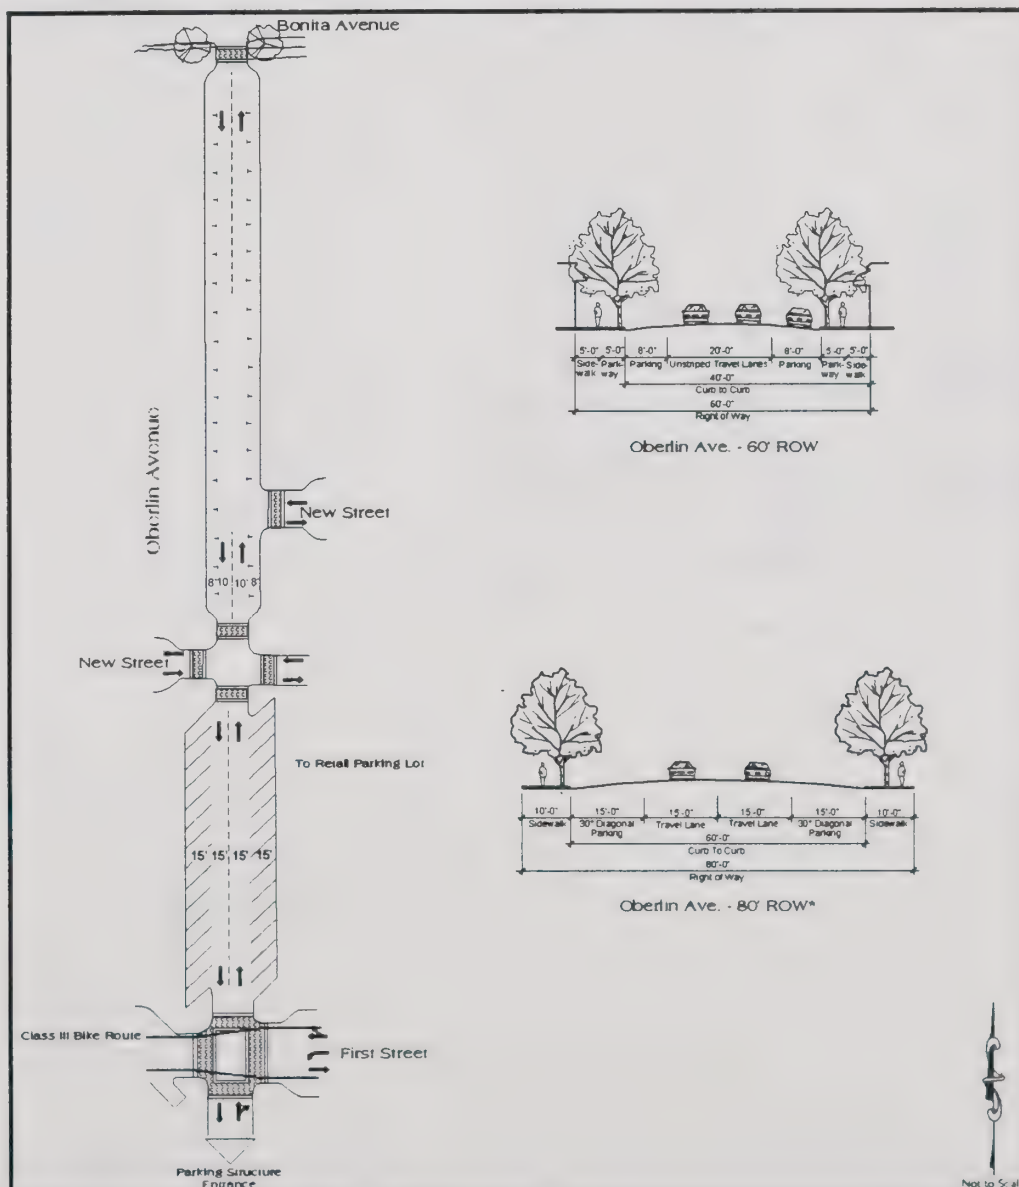 Bonita Avenue
Oberlin Avenue
New Street
8' 10' 10' 8'
New Street
To Retail Parking Lot
15' 15' 15' 15'
Class III Bike Route
First Street
Parking Structure
Entrance
5'-0" 5'-0" 8'-0" 20'-0" 8'-0" 5'-0" 5'-0"
Side- Park- Parking Unstriped Travel Lanes Parking Park- Side-
walk way way walk
40'-0"
Curb to Curb
60'-0"
Right of Way
Oberlin Ave. - 60' ROW
10'-0" 15'-0" 15'-0" 15'-0" 15'-0" 10'-0"
Sidewalk 30° Diagonal Travel Lane Travel Lane 30° Diagonal Sidewalk
Parking Parking
60'-0"
Curb To Curb
80'-0"
Right of Way
Oberlin Ave. - 80' ROW*
Not to Scal